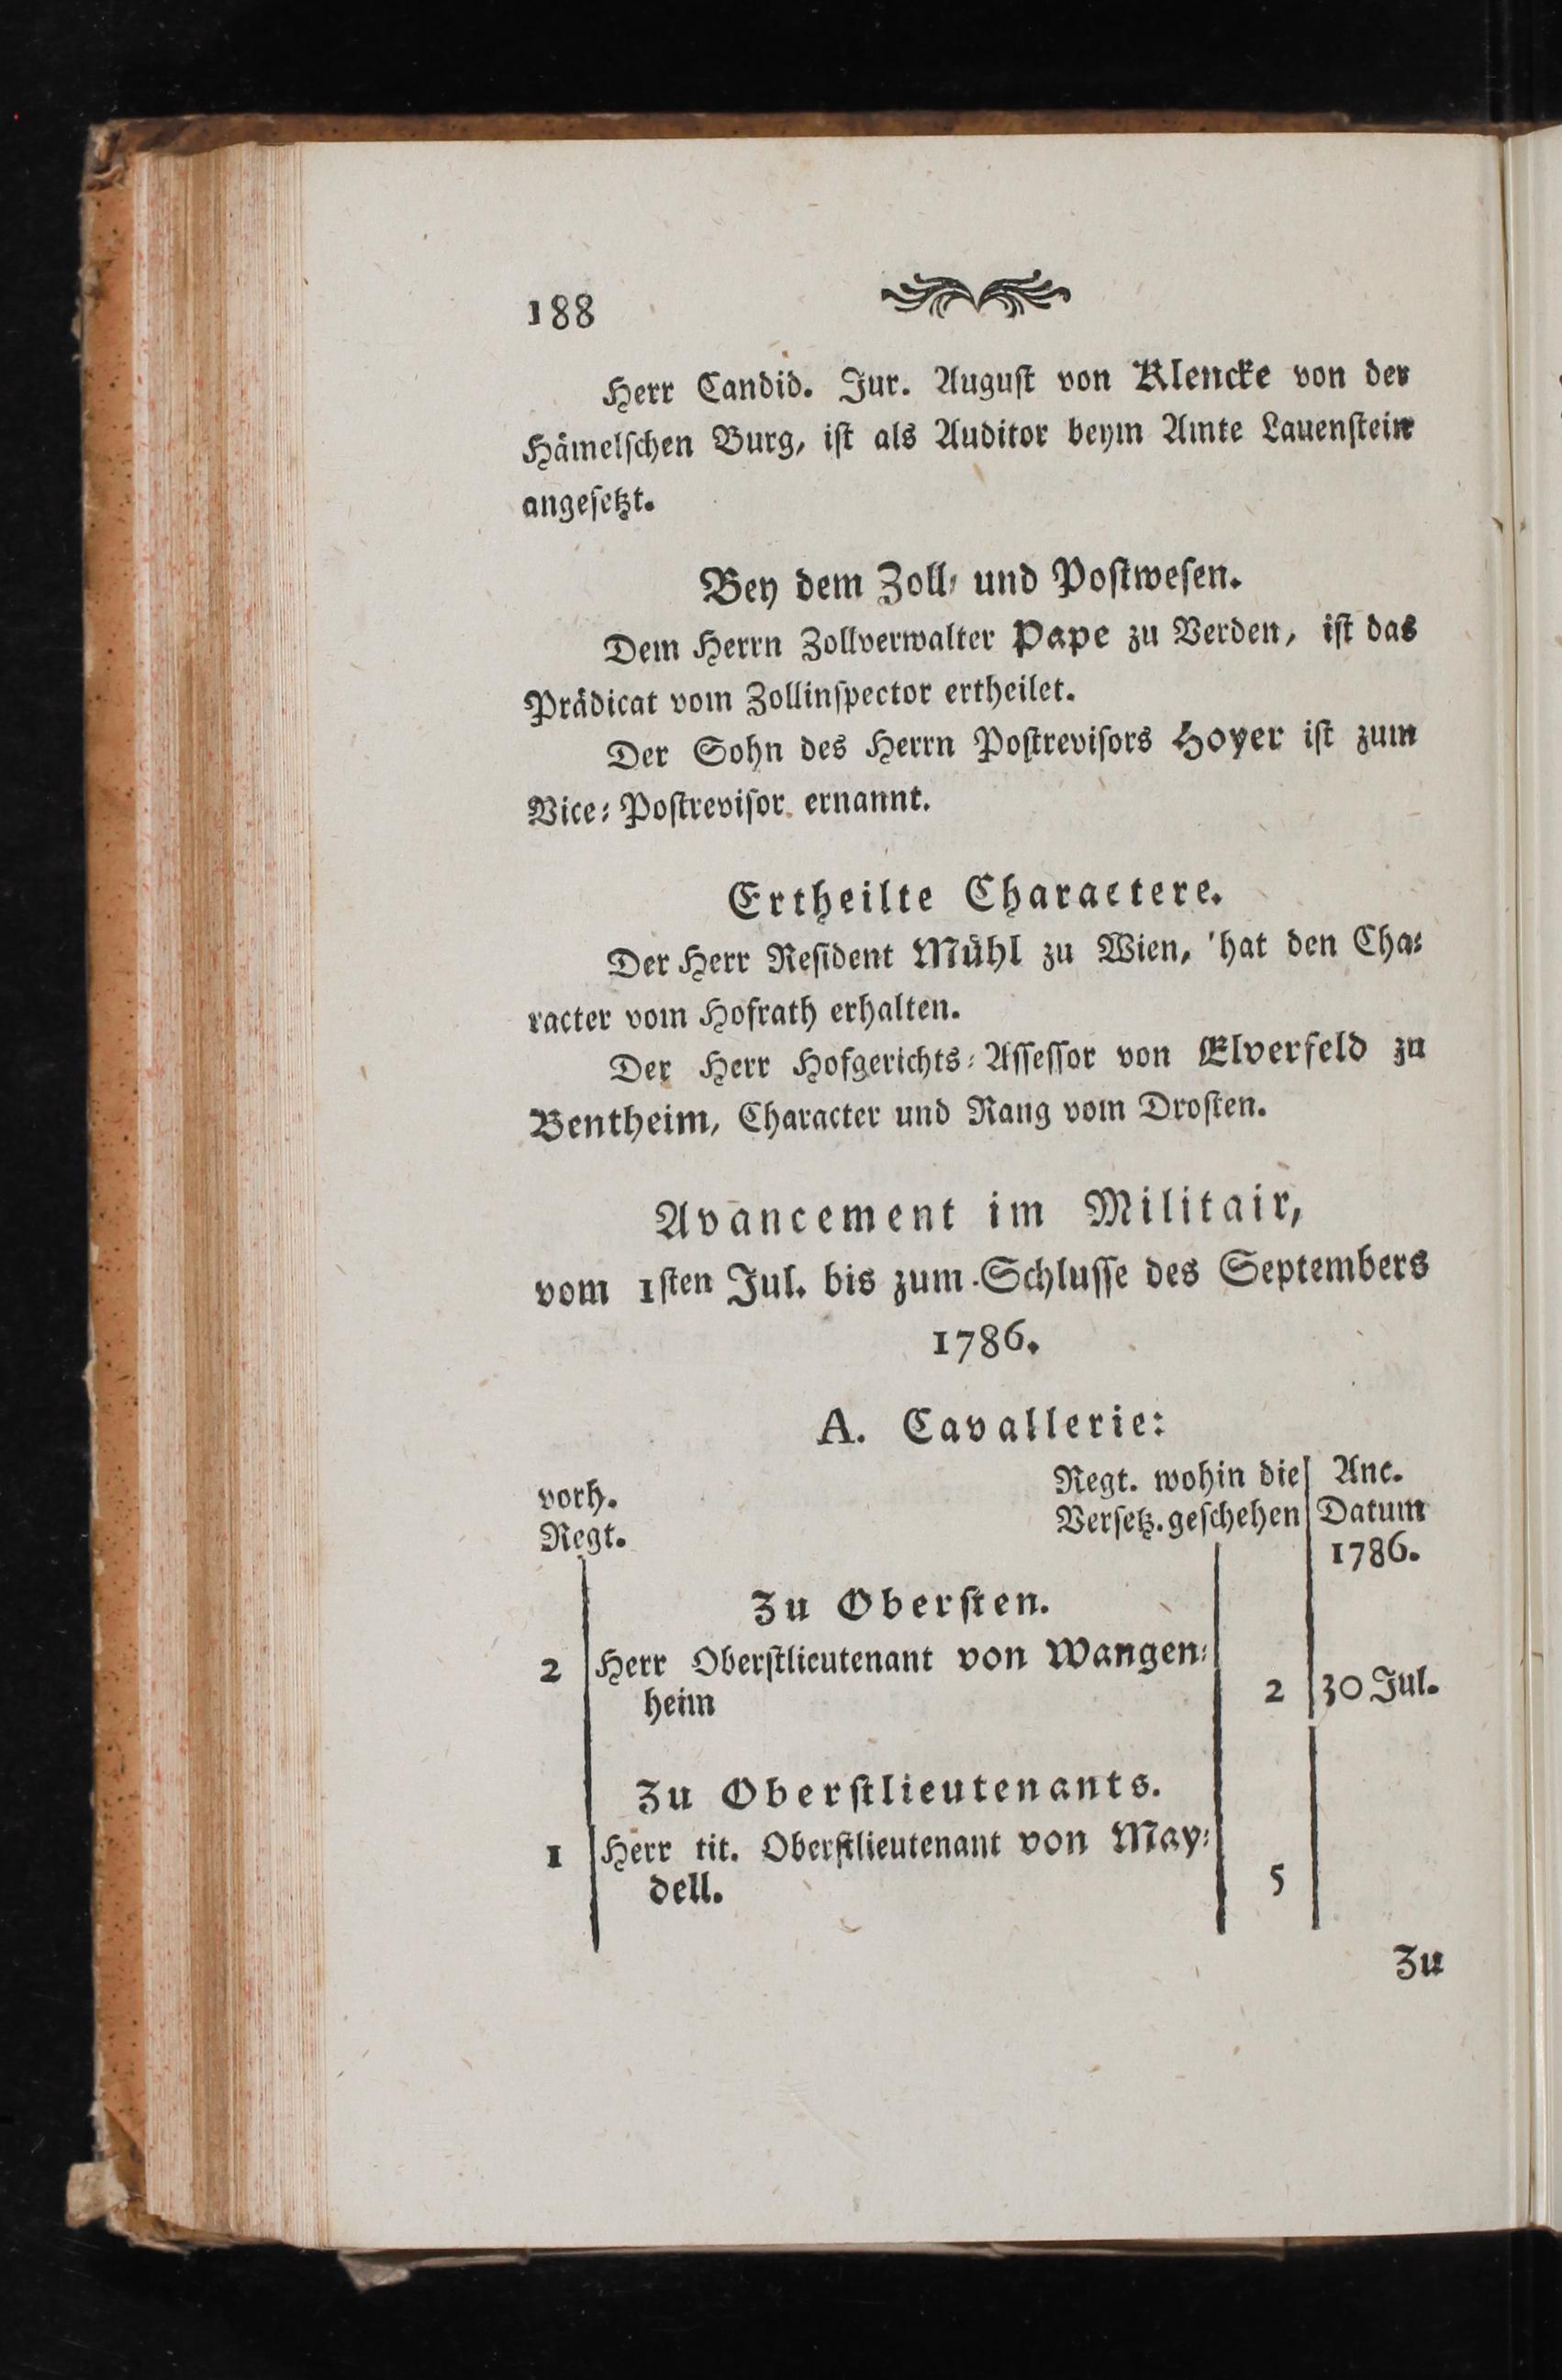 188
Herr Candid. Jur. August von Klencke von der
Hämelschen Burg, ist als Auditor beym Amte Lauenstein
angesetzt.
Bey dem Zoll- und Postwesen.
Dem Herrn Zollverwalter Pape zu Verden, ist das
Prädicat vom Zollinspector ertheilet.
Der Sohn des Herrn Postrevisors Hoyer ist zum
Vice-Postrevisor ernannt.
Ertheilte Charactere.
Der Herr Resident Mühl zu Wien, hat den Cha-
racter vom Hofrath erhalten.
Der Herr Hofgerichts-Assessor von Elverfeld zu
Bentheim, Character und Rang vom Drosten.
Avancement im Militair,
vom 1sten Jul. bis zum Schlusse des Septembers
1786.
A. Cavallerie:
vorh. Regt. wohin die Anc.
Regt. Versetz. geschehen Datum
1786.
Zu Obersten.
2 Herr Oberstlieutenant von Wangen-
heim 2 30 Jul.
Zu Oberstlieutenants.
1 Herr tit. Oberstlieutenant von May-
dell. 5
Zu